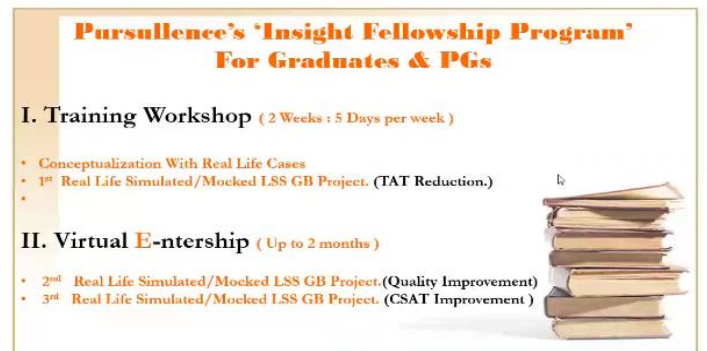 Pursullence's 'Insight Fellowship Program'
For Graduates & PGs
I. Training Workshop ( 2 Weeks : 5 Days per week )
• Conceptualization With Real Life Cases
• 1st Real Life Simulated/Mocked LSS GB Project. (TAT Reduction.)
•
II. Virtual E-ntership ( Up to 2 months )
• 2nd Real Life Simulated/Mocked LSS GB Project.(Quality Improvement)
• 3rd Real Life Simulated/Mocked LSS GB Project. (CSAT Improvement )